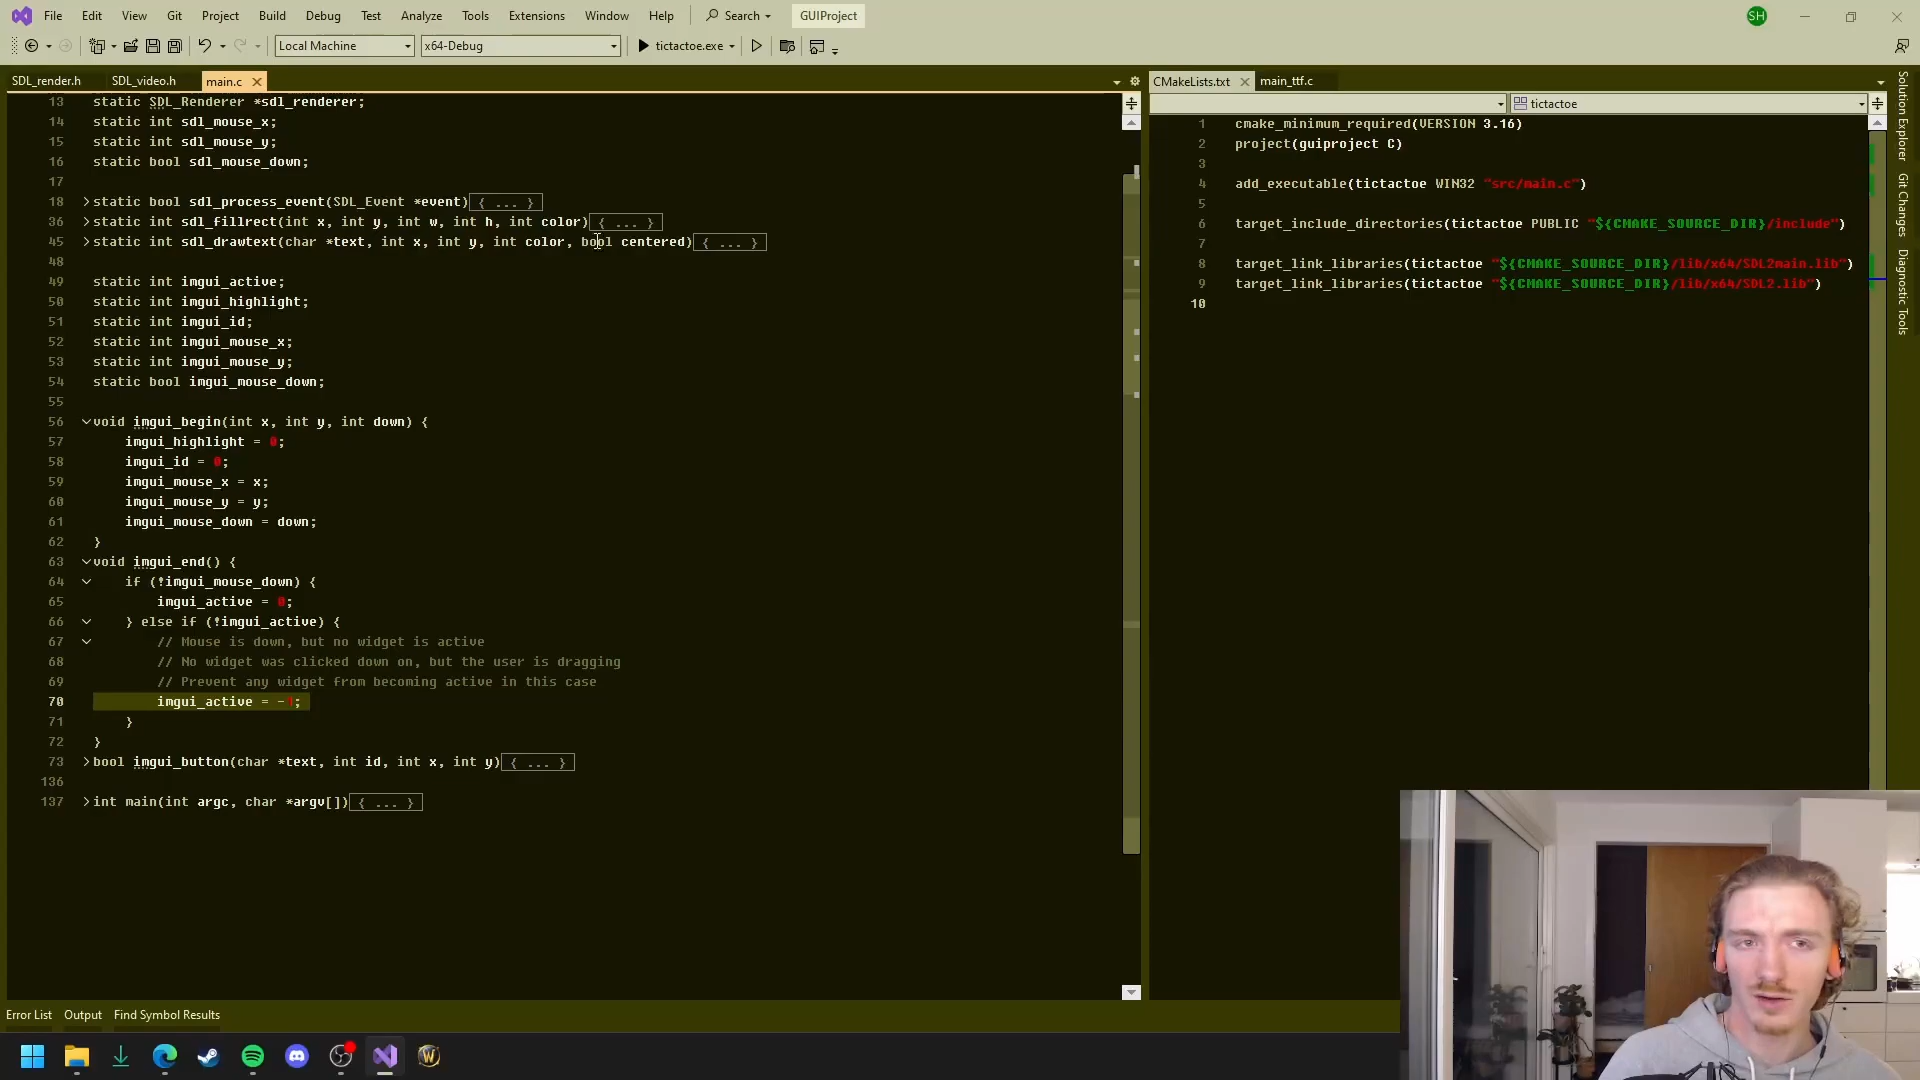 File Edit View Git Project Build Debug Test Analyze Tools Extensions Window Help Search GUIProject SH
Local Machine x64-Debug tictactoe.exe
SDL_render.h SDL_video.h main.c
13 static SDL_Renderer *sdl_renderer;
14 static int sdl_mouse_x;
15 static int sdl_mouse_y;
16 static bool sdl_mouse_down;
17
18 static bool sdl_process_event(SDL_Event *event){ ... }
36 static int sdl_fillrect(int x, int y, int w, int h, int color){ ... }
45 static int sdl_drawtext(char *text, int x, int y, int color, bool centered){ ... }
48
49 static int imgui_active;
50 static int imgui_highlight;
51 static int imgui_id;
52 static int imgui_mouse_x;
53 static int imgui_mouse_y;
54 static bool imgui_mouse_down;
55
56 void imgui_begin(int x, int y, int down) {
57 imgui_highlight = 0;
58 imgui_id = 0;
59 imgui_mouse_x = x;
60 imgui_mouse_y = y;
61 imgui_mouse_down = down;
62 }
63 void imgui_end() {
64 if (!imgui_mouse_down) {
65 imgui_active = 0;
66 } else if (!imgui_active) {
67 // Mouse is down, but no widget is active
68 // No widget was clicked down on, but the user is dragging
69 // Prevent any widget from becoming active in this case
70 imgui_active = -1;
71 }
72 }
73 bool imgui_button(char *text, int id, int x, int y){ ... }
136
137 int main(int argc, char *argv[]){ ... }
CMakeLists.txt main_ttf.c
tictactoe
1 cmake_minimum_required(VERSION 3.16)
2 project(guiproject C)
3
4 add_executable(tictactoe WIN32 "src/main.c")
5
6 target_include_directories(tictactoe PUBLIC "${CMAKE_SOURCE_DIR}/include")
7
8 target_link_libraries(tictactoe "${CMAKE_SOURCE_DIR}/lib/x64/SDL2main.lib")
9 target_link_libraries(tictactoe "${CMAKE_SOURCE_DIR}/lib/x64/SDL2.lib")
10
Solution Explorer
Git Changes
Diagnostic Tools
Error List Output Find Symbol Results